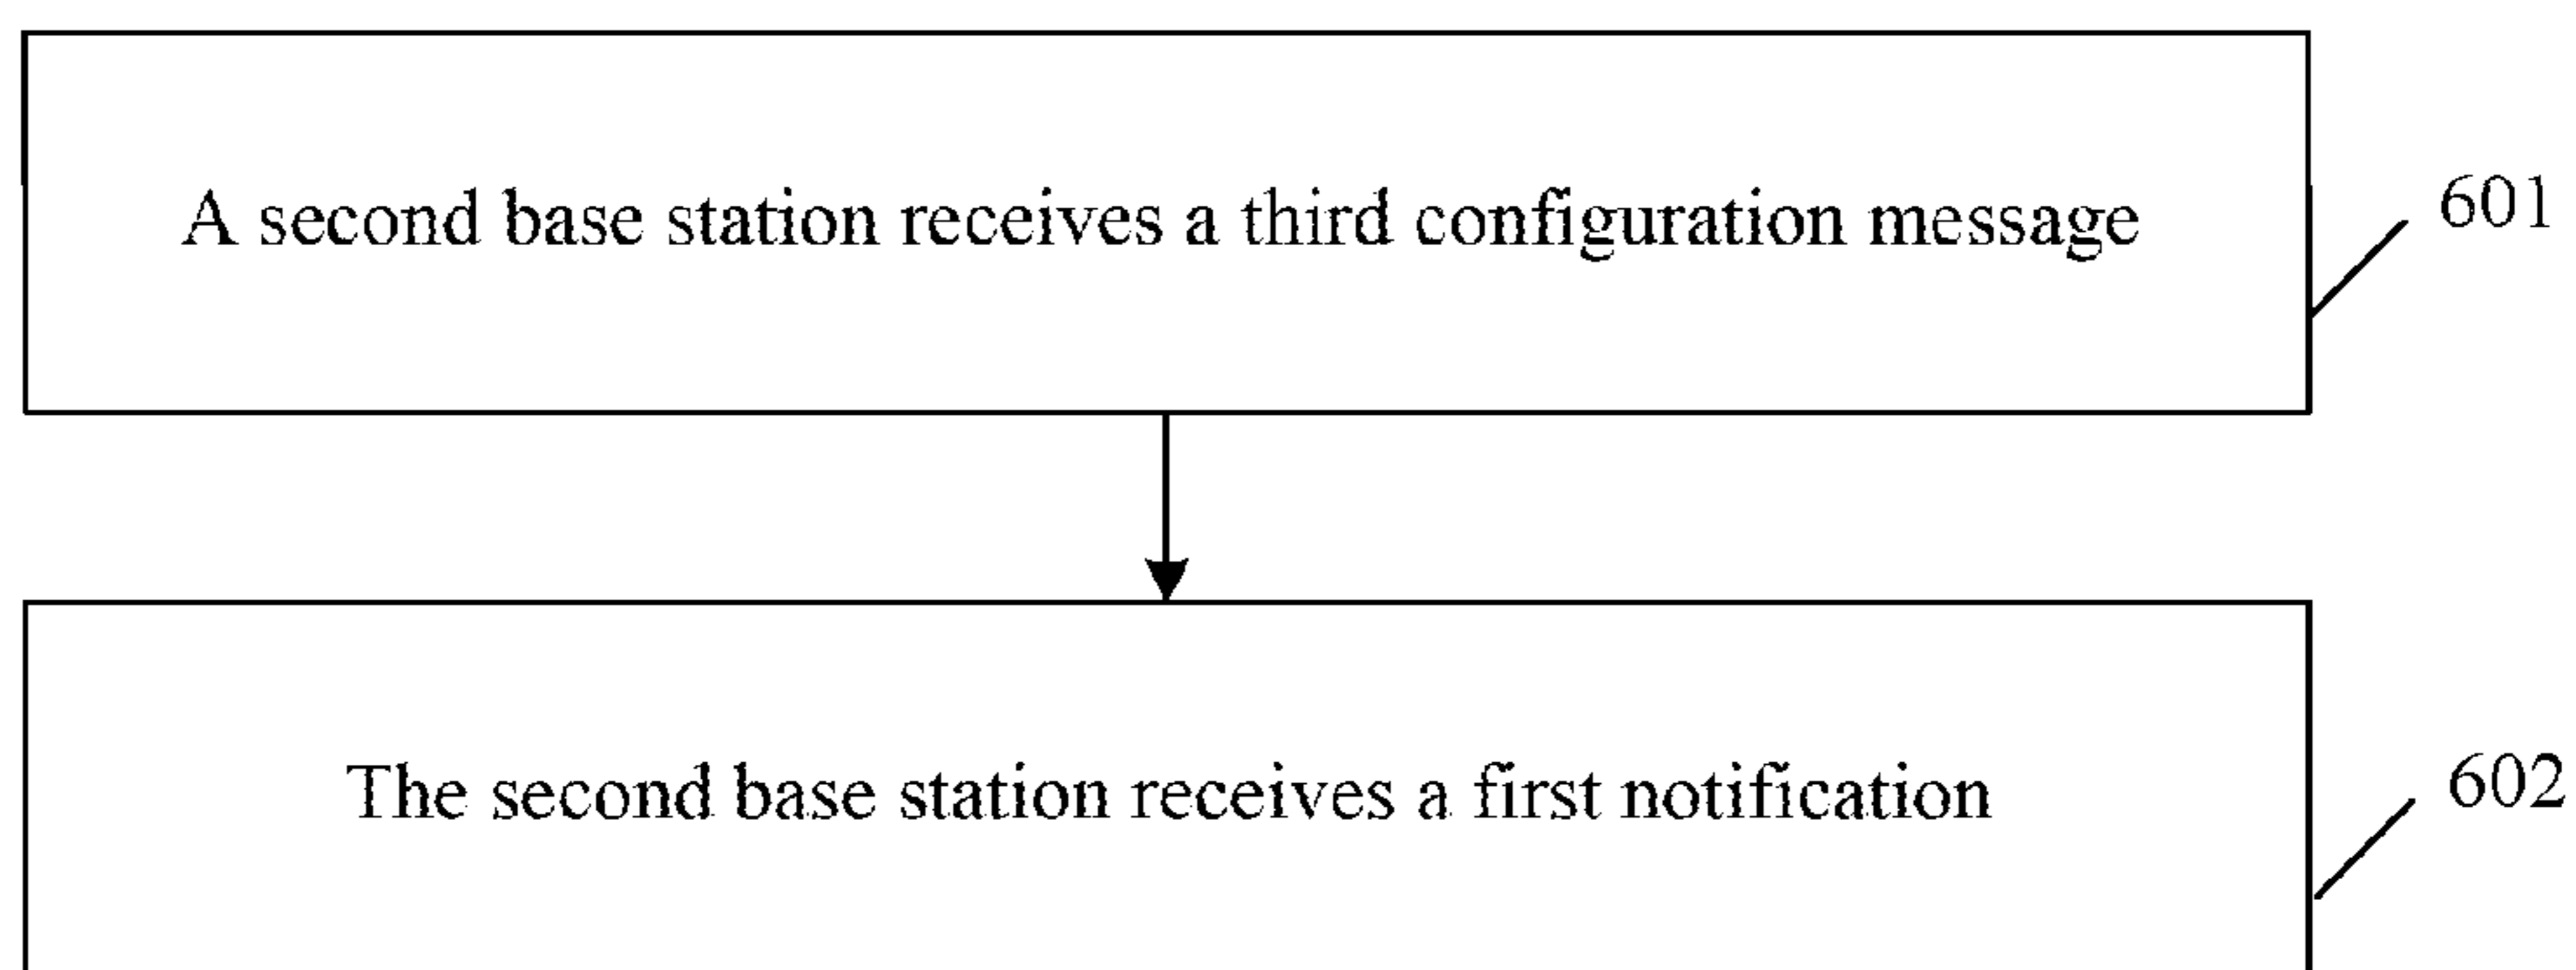 A second base station receives a third configuration message
601
The second base station receives a first notification
602